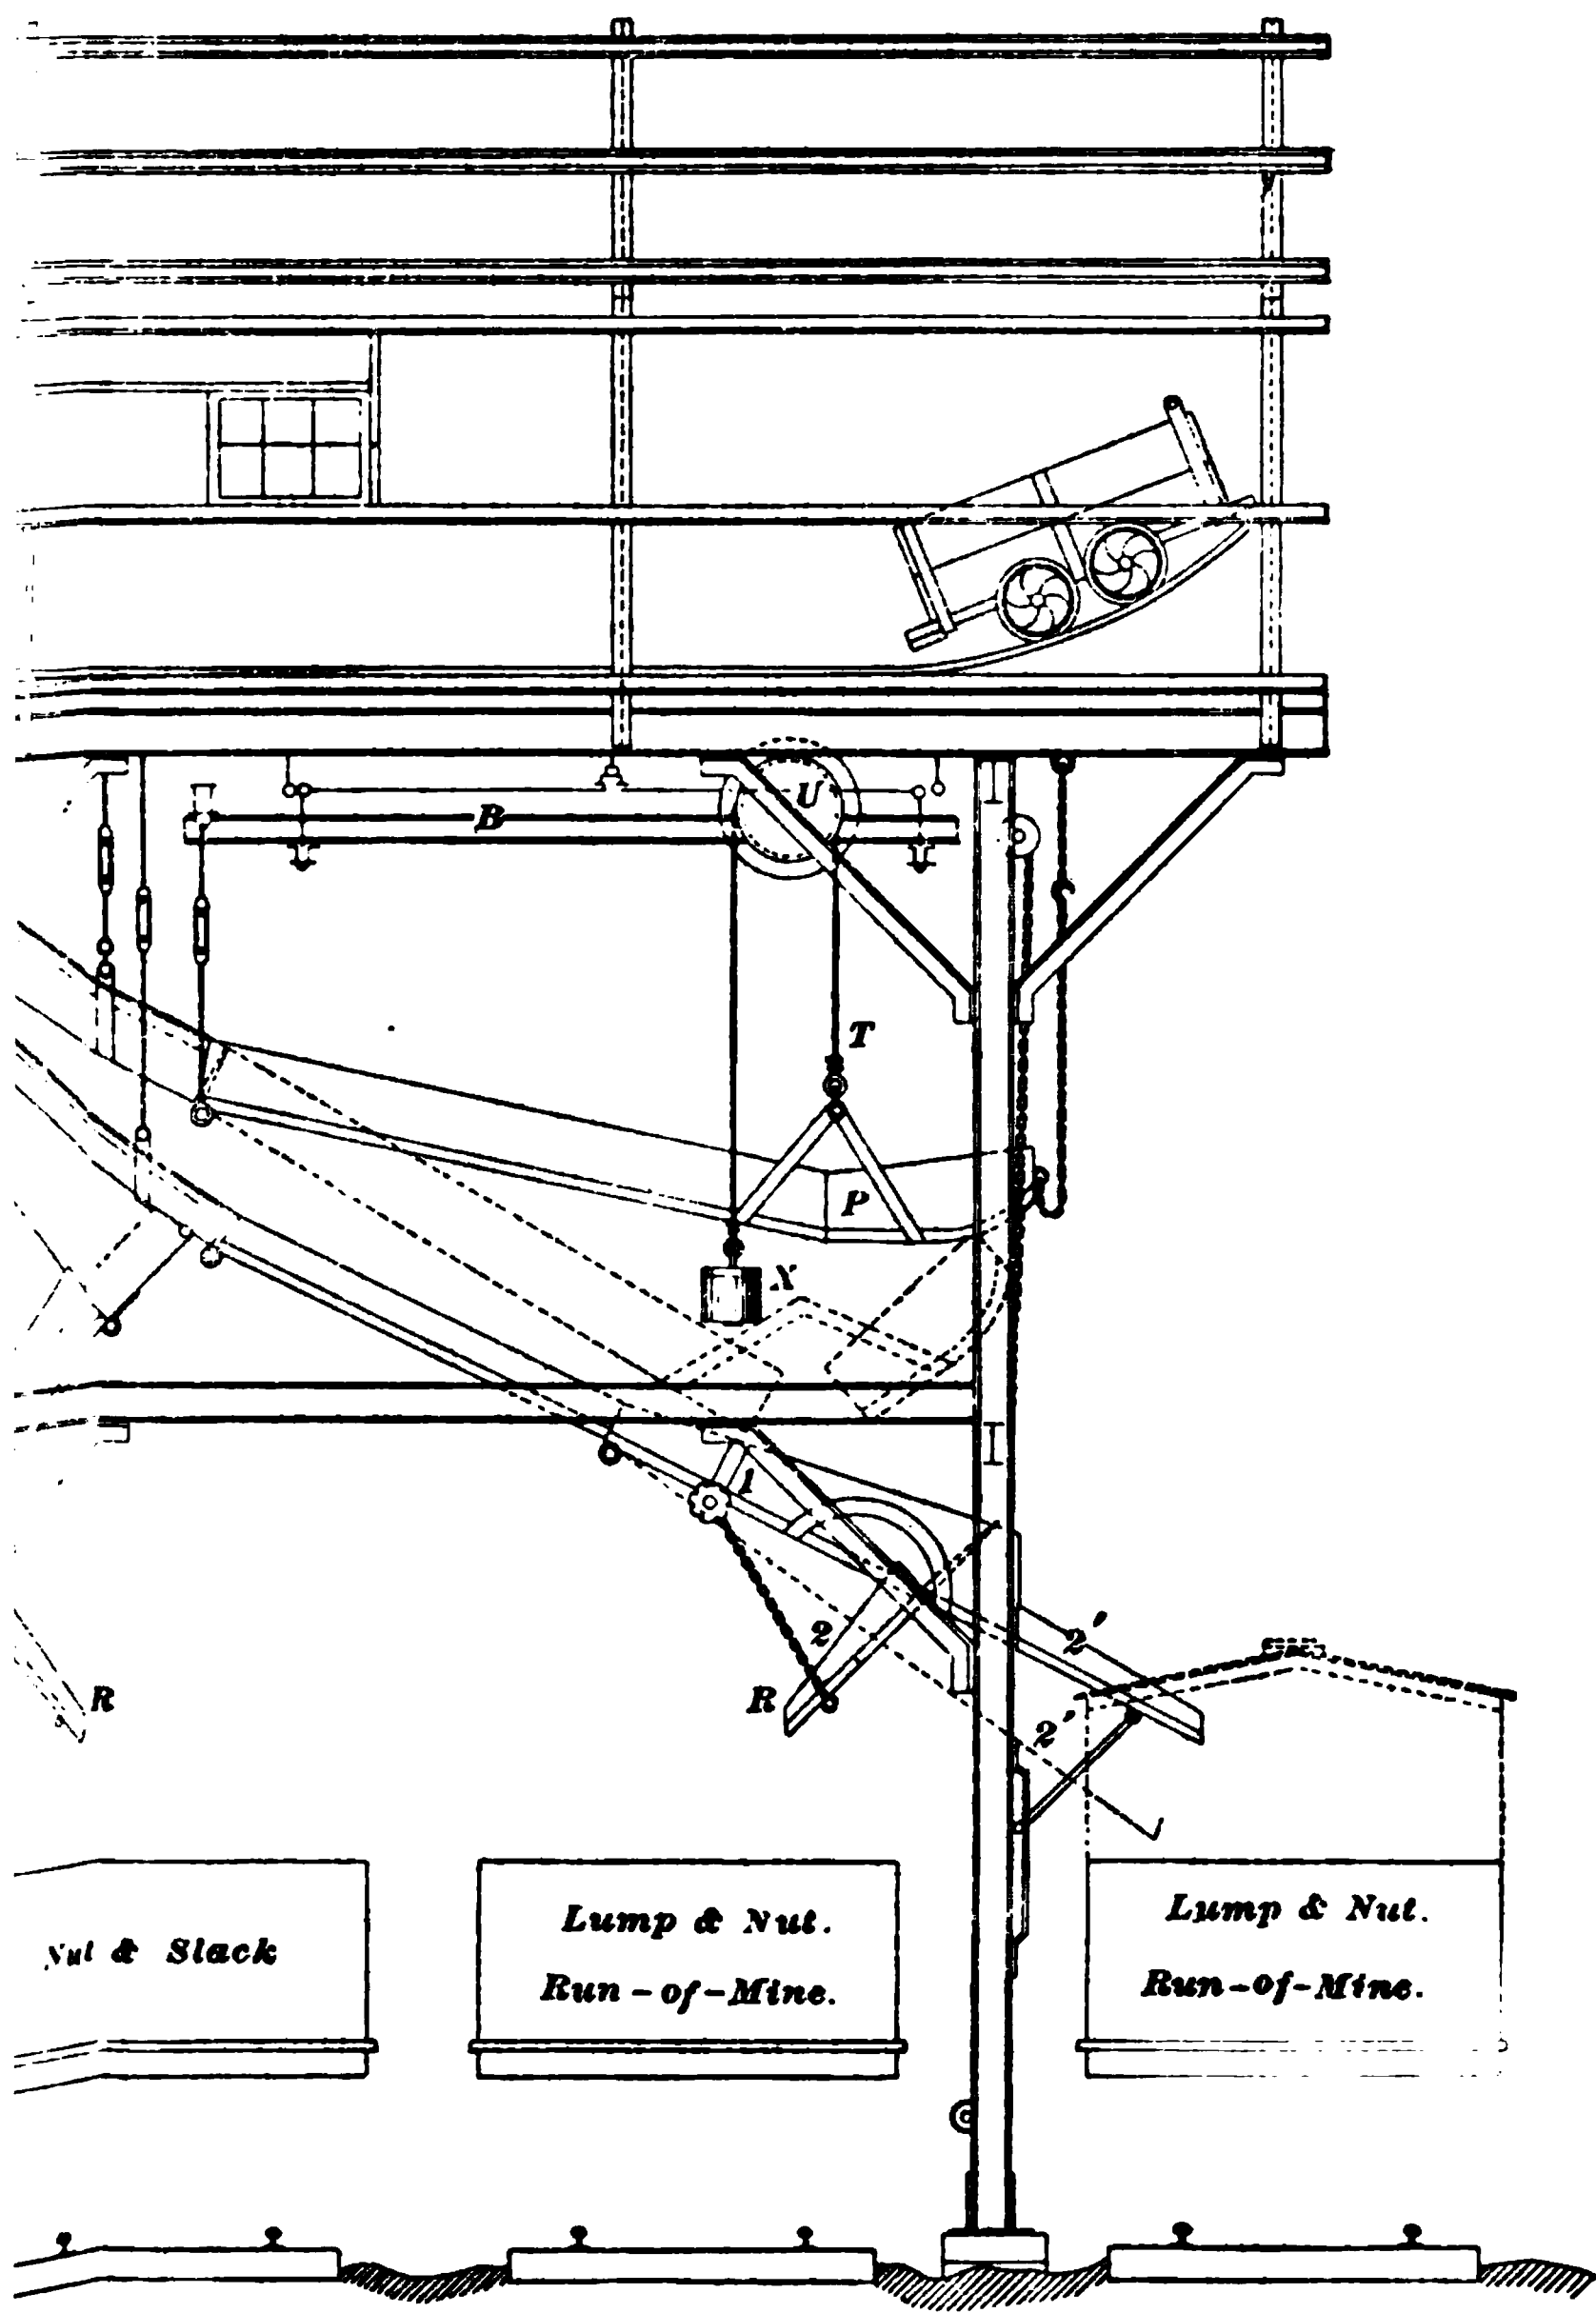 B
U
T
P
X
1
2
2'
R
R
2'
Nut & Slack
Lump & Nut.
Run-of-Mine.
Lump & Nut.
Run-of-Mine.